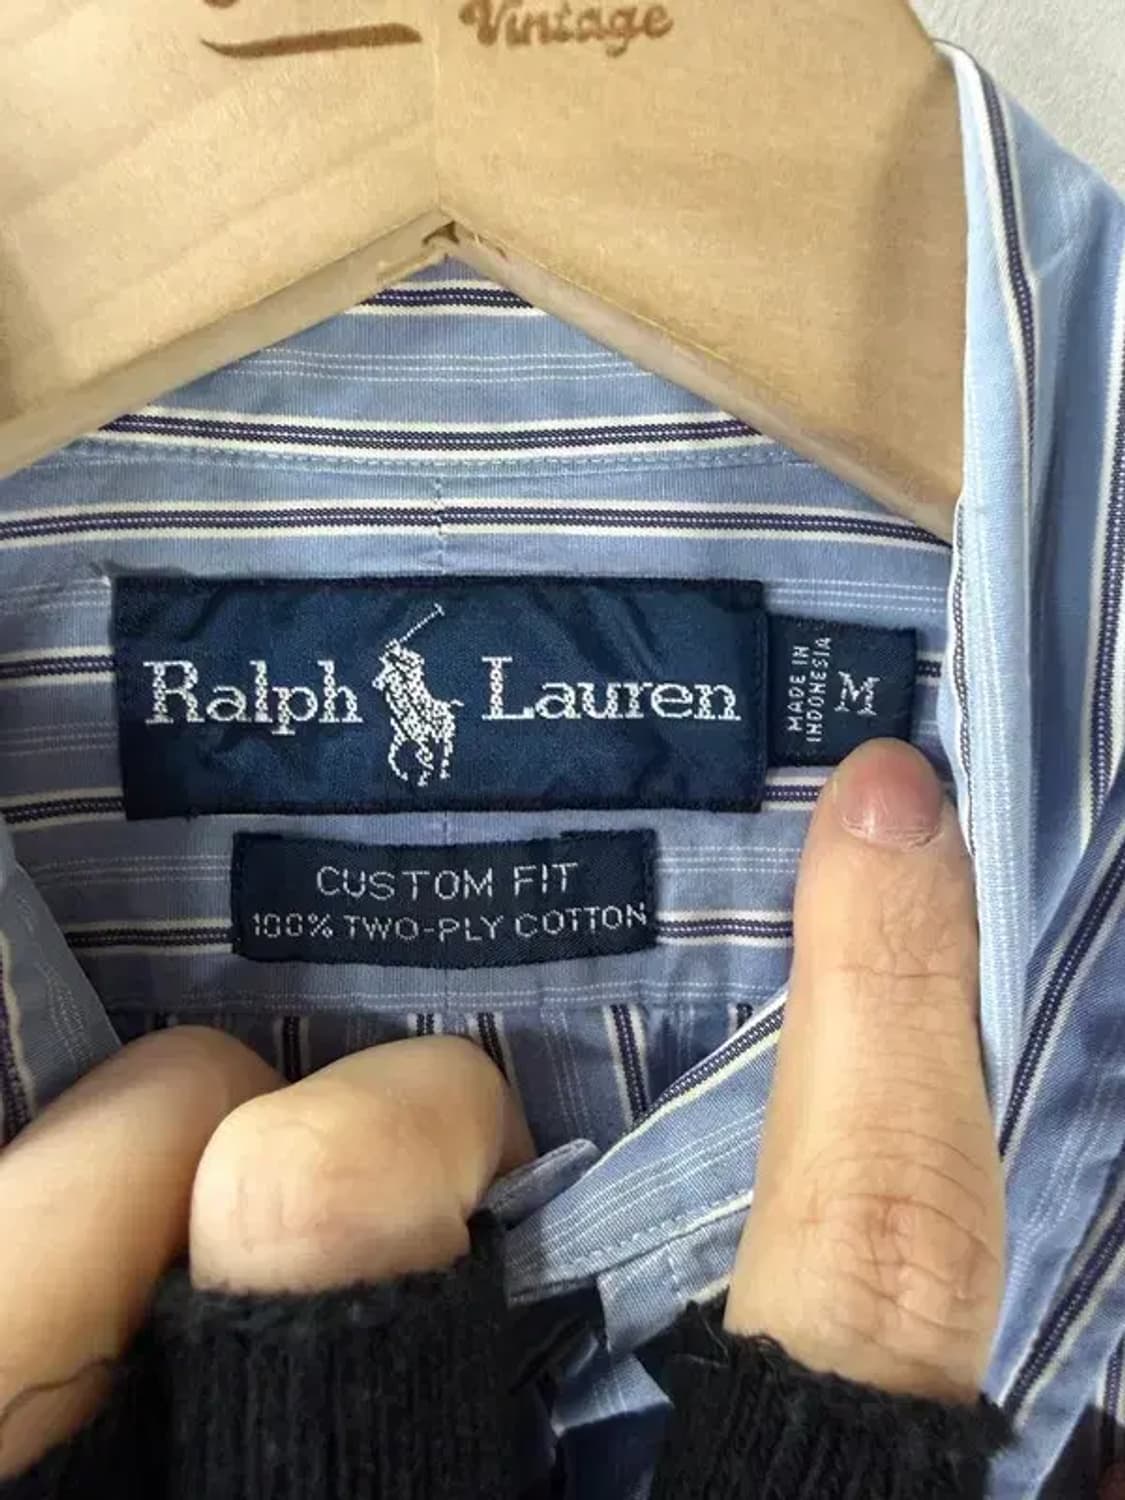 Vintage
Ralph Lauren
MADE IN
INDONESIA
M
CUSTOM FIT
100% TWO-PLY COTTON